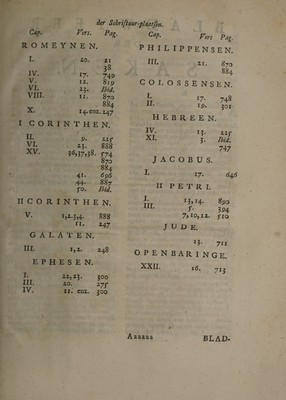 der Schriftuur-plaatsen.
Cap. Vers. Pag.
ROMEYNEN.
I. 20. 21
38
IV. 17. 749
V. 12. 819
VI. 23. Ibid.
VIII. 11. 870
884
X. 14. enz. 247
I CORINTHEN.
II. 9. 225
VI. 23. 888
XV. 36,37,38. 574
870
884
41. 696
44. 887
50. Ibid.
II CORINTHEN.
V. 1,2,3,4. 888
11. 247
GALATEN.
III. 1,2. 248
EPHESEN.
I. 22,23. 300
III. 20. 275
IV. 11. enz. 300
Cap. Vers Pag.
PHILIPPENSEN.
III. 21. 870
884
COLOSSENSEN.
I. 17. 748
II. 19. 301
HEBREEN.
IV. 13. 225
XI. 3. Ibid.
747
JACOBUS.
I. 17. 646
II PETRI.
I. 13,14. 890
III. 5. 394
7,10,12. 510
JUDE.
13. 711
OPENBARINGE.
XXII. 16. 713
Aaaaaa BLAD-